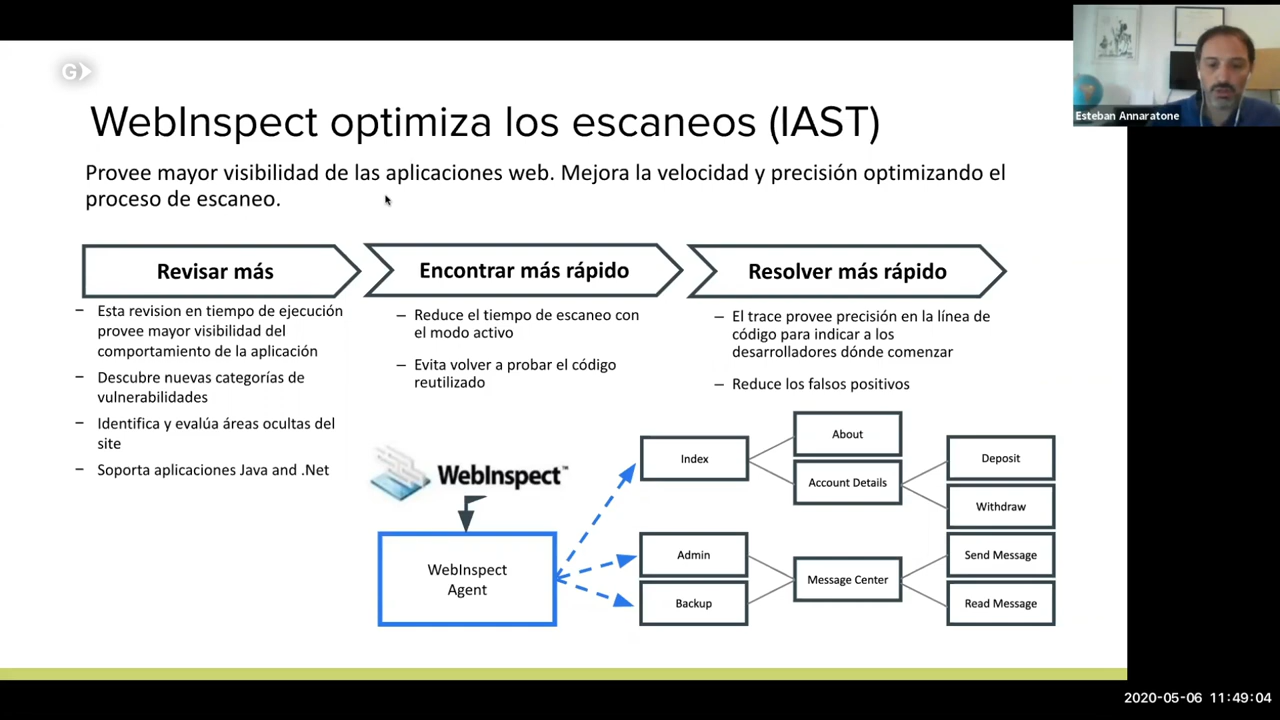 G
Esteban Annaratone
WebInspect optimiza los escaneos (IAST)
Provee mayor visibilidad de las aplicaciones web. Mejora la velocidad y precisión optimizando el
proceso de escaneo.
Revisar más
Esta revision en tiempo de ejecución
provee mayor visibilidad del
comportamiento de la aplicación
Descubre nuevas categorías de
vulnerabilidades
Identifica y evalúa áreas ocultas del
site
Soporta aplicaciones Java and .Net
Encontrar más rápido
Reduce el tiempo de escaneo con
el modo activo
Evita volver a probar el código
reutilizado
Resolver más rápido
El trace provee precisión en la línea de
código para indicar a los
desarrolladores dónde comenzar
Reduce los falsos positivos
WebInspect™
WebInspect
Agent
Index
Admin
Backup
About
Account Details
Message Center
Deposit
Withdraw
Send Message
Read Message
2020-05-06 11:49:04